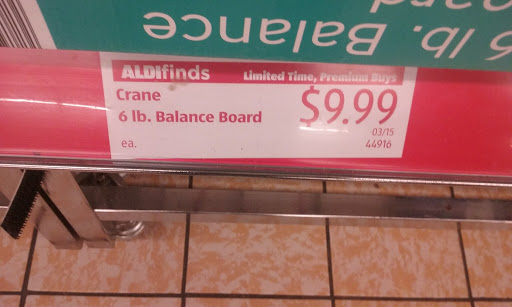 6 lb. Balance
Board
ALDIfinds Limited Time, Premium Buys
Crane
6 lb. Balance Board
$9.99
ea.
03/15
44916